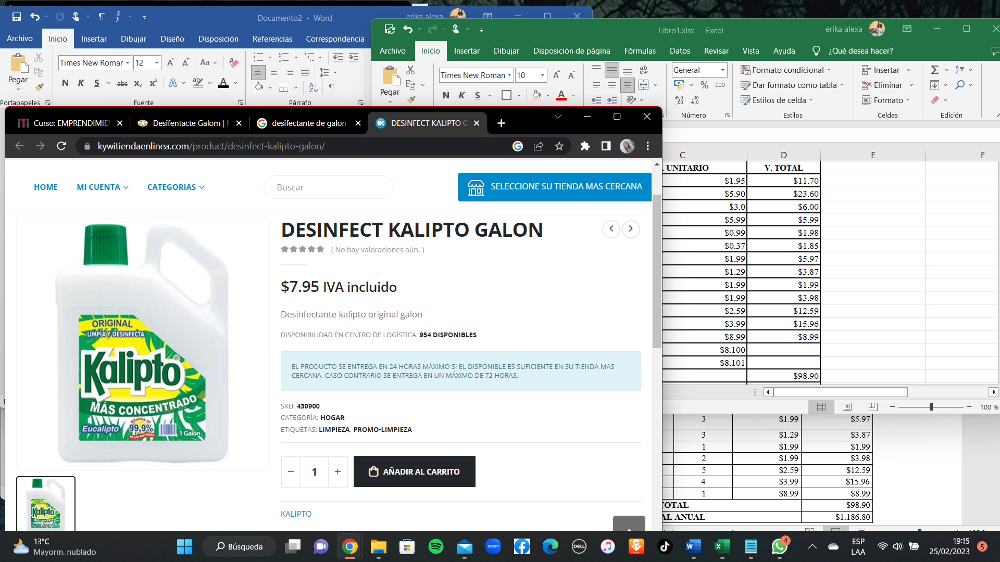 Documento2 - Word
erika alexa
Archivo Inicio Insertar Dibujar Diseño Disposición Referencias Correspondencia
Pegar
Times New Romar 12
Aa
N K S abc x₂ x²
Portapapeles Fuente Párrafo
Libro1.xlsx - Excel
erika alexa
Archivo Inicio Insertar Dibujar Disposición de página Fórmulas Datos Revisar Vista Ayuda ¿Qué desea hacer?
Pegar
Times New Roman 10
N K S
General
% 000
Número
Formato condicional
Dar formato como tabla
Estilos de celda
Estilos
Insertar
Eliminar
Formato
Celdas
Edición
Curso: EMPRENDIMIEN
Desifentacte Galom |
desifectante de galon
DESINFECT KALIPTO G
kywitiendaenlinea.com/product/desinfect-kalipto-galon/
HOME MI CUENTA CATEGORIAS
Buscar
SELECCIONE SU TIENDA MAS CERCANA
ORIGINAL
LIMPIA Y DESINFECTA
Kalipto®
MÁS CONCENTRADO
Eucalipto
Elimina el
99,9%
DE LAS BACTERIAS
1 Galón
DESINFECT KALIPTO GALON
( No hay valoraciones aún. )
$7.95 IVA incluido
Desinfectante kalipto original galon
DISPONIBILIDAD EN CENTRO DE LOGÍSTICA: 954 DISPONIBLES
EL PRODUCTO SE ENTREGA EN 24 HORAS MÁXIMO SI EL DISPONIBLE ES SUFICIENTE EN SU TIENDA MAS
CERCANA, CASO CONTRARIO SE ENTREGA EN UN MÁXIMO DE 72 HORAS.
SKU: 430900
CATEGORÍA: HOGAR
ETIQUETAS: LIMPIEZA, PROMO-LIMPIEZA
− 1 +
AÑADIR AL CARRITO
KALIPTO
C D E F
. UNITARIO V. TOTAL
$1.95 $11.70
$5.90 $23.60
$3.0 $6.00
$5.99 $5.99
$0.99 $1.98
$0.37 $1.85
$1.99 $5.97
$1.29 $3.87
$1.99 $1.99
$1.99 $3.98
$2.59 $12.59
$3.99 $15.96
$8.99 $8.99
$8.100
$8.101
$98.90
100 %
3 $1.99 $5.97
3 $1.29 $3.87
1 $1.99 $1.99
2 $1.99 $3.98
5 $2.59 $12.59
4 $3.99 $15.96
1 $8.99 $8.99
TOTAL $98.90
AL ANUAL $1.186.80
13°C
Mayorm. nublado
Búsqueda
zoom
DELL
4
ESP
LAA
19:15
25/02/2023
5